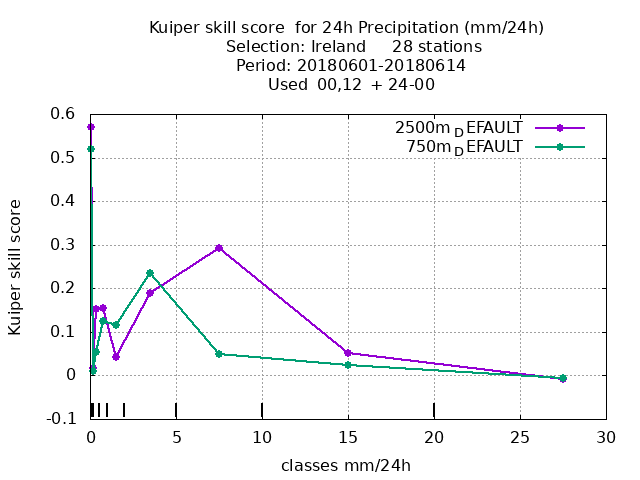 Kuiper skill score  for 24h Precipitation (mm/24h)
Selection: Ireland     28 stations
Period: 20180601-20180614
Used  00,12  + 24-00
2500m_DEFAULT
750m_DEFAULT
0.6
0.5
0.4
0.3
0.2
0.1
0
-0.1
Kuiper skill score
0 5 10 15 20 25 30
classes mm/24h